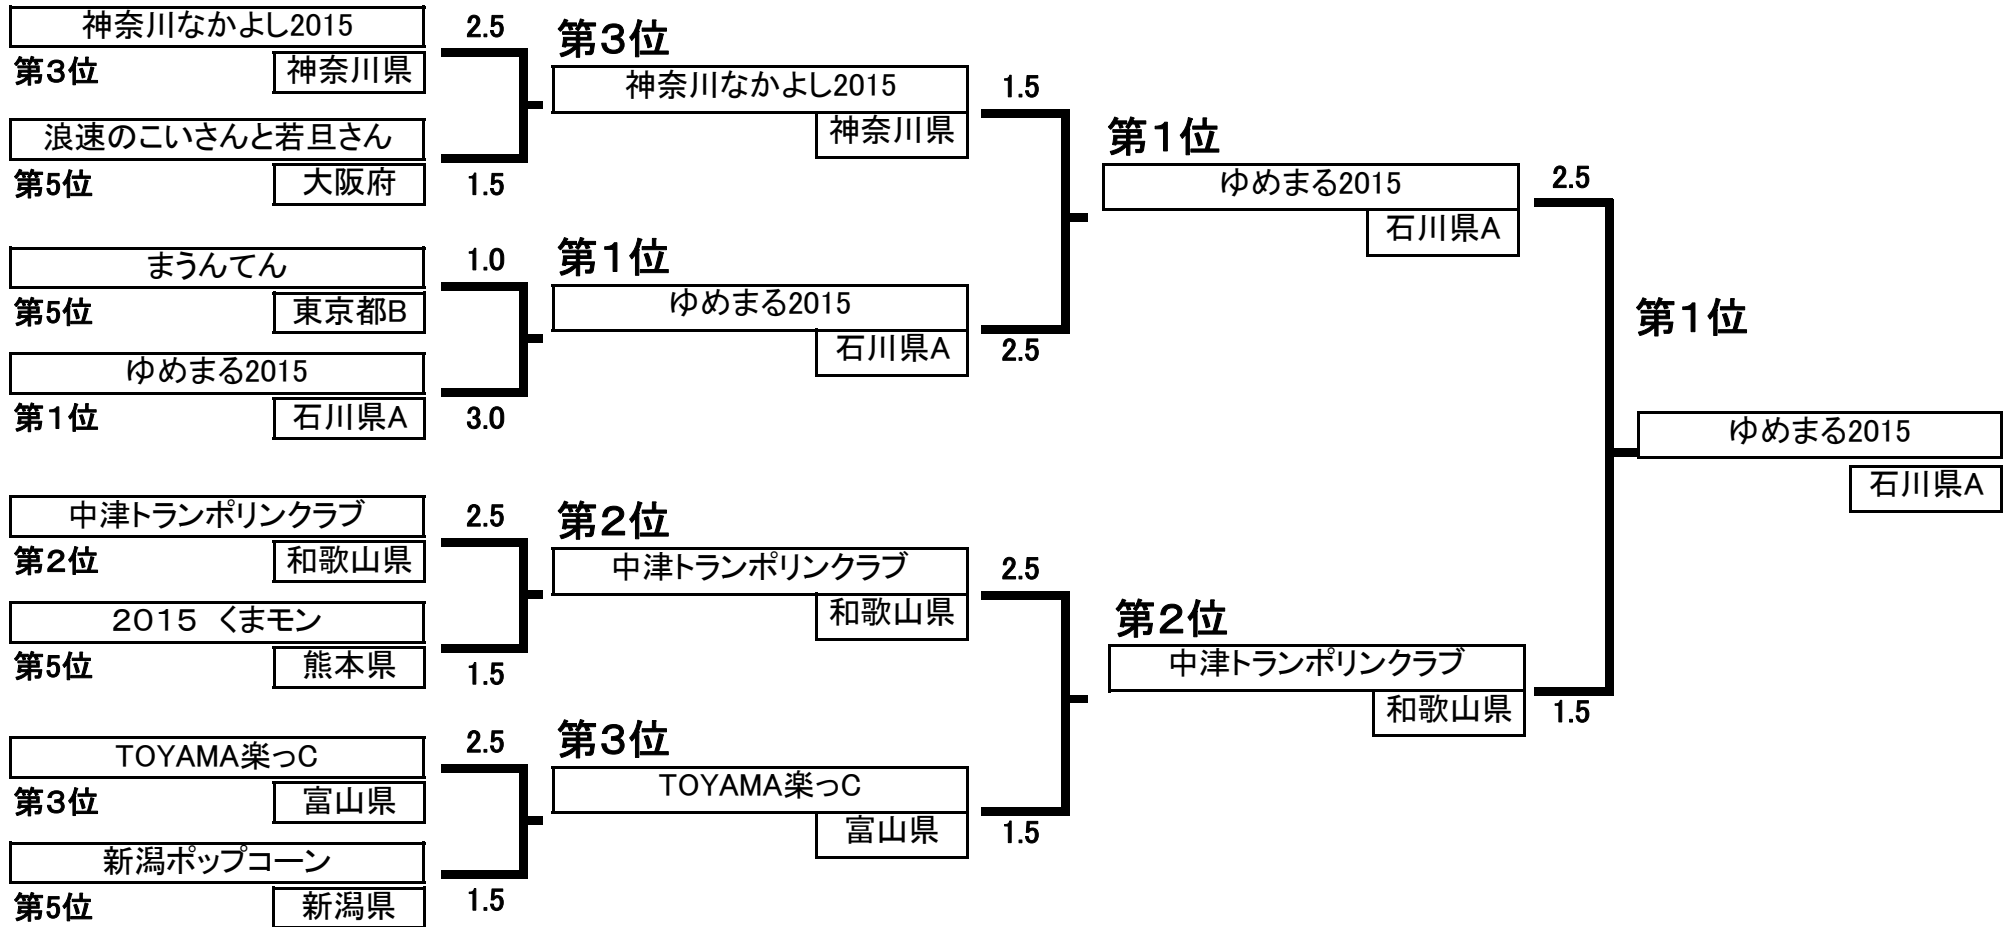 神奈川なかよし2015
2.5
第３位
神奈川県
浪速のこいさんと若旦さん
第5位
大阪府
1.5
まうんてん
1.0
第5位
東京都B
ゆめまる2015
第１位
石川県A
3.0
中津トランポリンクラブ
2.5
第２位
和歌山県
２０１５　くまモン
第5位
熊本県
1.5
TOYAMA楽っC
2.5
第３位
富山県
新潟ポップコーン
第5位
新潟県
1.5
第３位
神奈川なかよし2015
1.5
神奈川県
第１位
ゆめまる2015
石川県A
2.5
第２位
中津トランポリンクラブ
2.5
和歌山県
第３位
TOYAMA楽っC
富山県
1.5
第１位
ゆめまる2015
2.5
石川県A
第２位
中津トランポリンクラブ
和歌山県
1.5
第１位
ゆめまる2015
石川県A